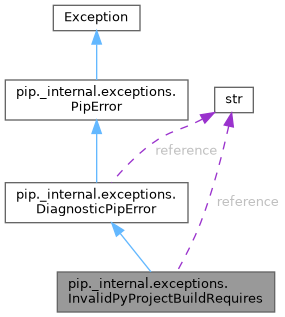 Exception
pip._internal.exceptions.
PipError
str
reference
pip._internal.exceptions.
DiagnosticPipError
reference
pip._internal.exceptions.
InvalidPyProjectBuildRequires